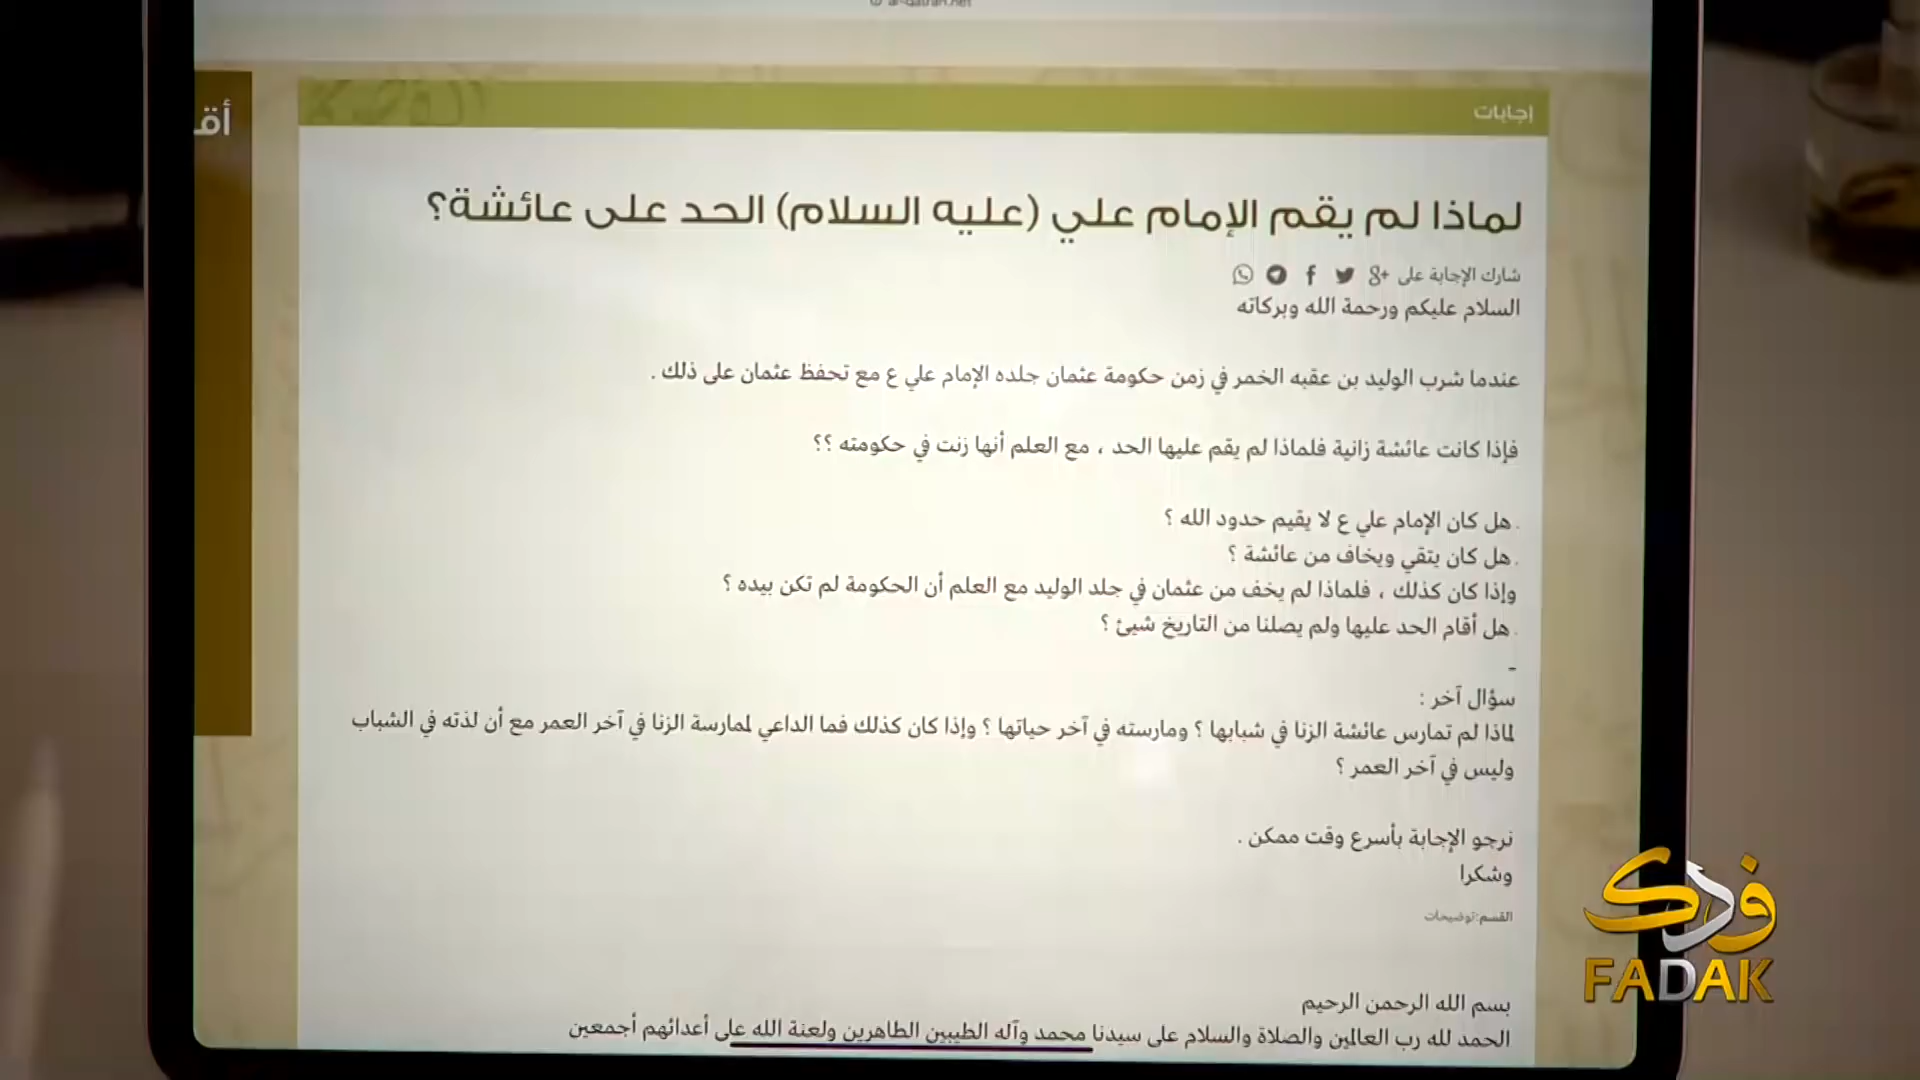 أقـ
إجابات
لماذا لم يقم الإمام علي (عليه السلام) الحد على عائشة؟
شارك الإجابة على
السلام عليكم ورحمة الله وبركاته
عندما شرب الوليد بن عقبه الخمر في زمن حكومة عثمان جلده الإمام علي ع مع تحفظ عثمان على ذلك .
فإذا كانت عائشة زانية فلماذا لم يقم عليها الحد ، مع العلم أنها زنت في حكومته ؟؟
. هل كان الإمام علي ع لا يقيم حدود الله ؟
. هل كان يتقي ويخاف من عائشة ؟
وإذا كان كذلك ، فلماذا لم يخف من عثمان في جلد الوليد مع العلم أن الحكومة لم تكن بيده ؟
. هل أقام الحد عليها ولم يصلنا من التاريخ شيئ ؟
-
سؤال آخر :
لماذا لم تمارس عائشة الزنا في شبابها ؟ ومارسته في آخر حياتها ؟ وإذا كان كذلك فما الداعي لممارسة الزنا في آخر العمر مع أن لذته في الشباب
وليس في آخر العمر ؟
نرجو الإجابة بأسرع وقت ممكن .
وشكرا
القسم:توضيحات
بسم الله الرحمن الرحيم
الحمد لله رب العالمين والصلاة والسلام على سيدنا محمد وآله الطيبين الطاهرين ولعنة الله على أعدائهم أجمعين
فدك
FADAK